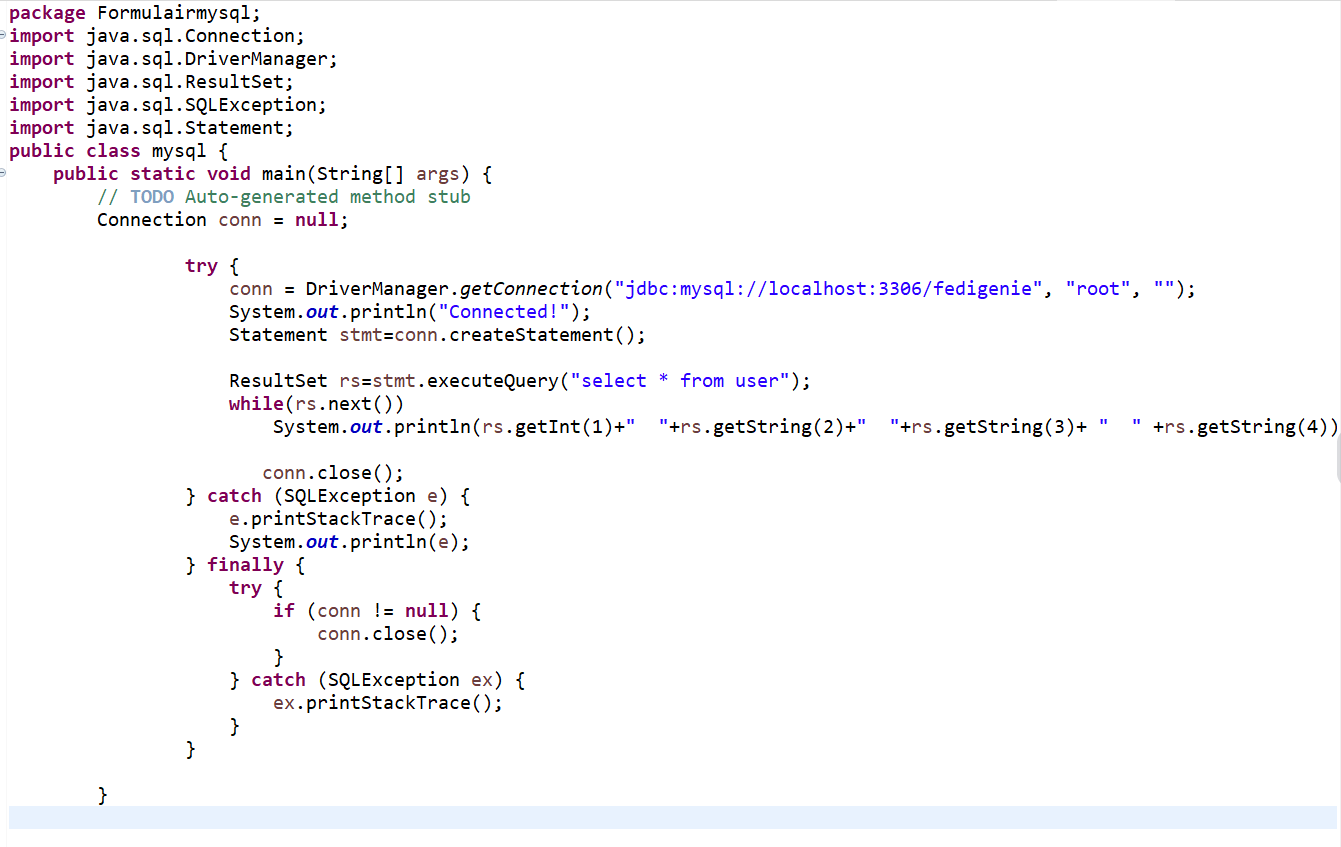 package Formulairmysql;
import java.sql.Connection;
import java.sql.DriverManager;
import java.sql.ResultSet;
import java.sql.SQLException;
import java.sql.Statement;
public class mysql {
    public static void main(String[] args) {
        // TODO Auto-generated method stub
        Connection conn = null;
                try {
                    conn = DriverManager.getConnection("jdbc:mysql://localhost:3306/fedigenie", "root", "");
                    System.out.println("Connected!");
                    Statement stmt=conn.createStatement();
                    ResultSet rs=stmt.executeQuery("select * from user");
                    while(rs.next())
                        System.out.println(rs.getInt(1)+"  "+rs.getString(2)+"  "+rs.getString(3)+ "  " +rs.getString(4))
                       conn.close();
                } catch (SQLException e) {
                    e.printStackTrace();
                    System.out.println(e);
                } finally {
                    try {
                        if (conn != null) {
                            conn.close();
                        }
                    } catch (SQLException ex) {
                        ex.printStackTrace();
                    }
                }
        }